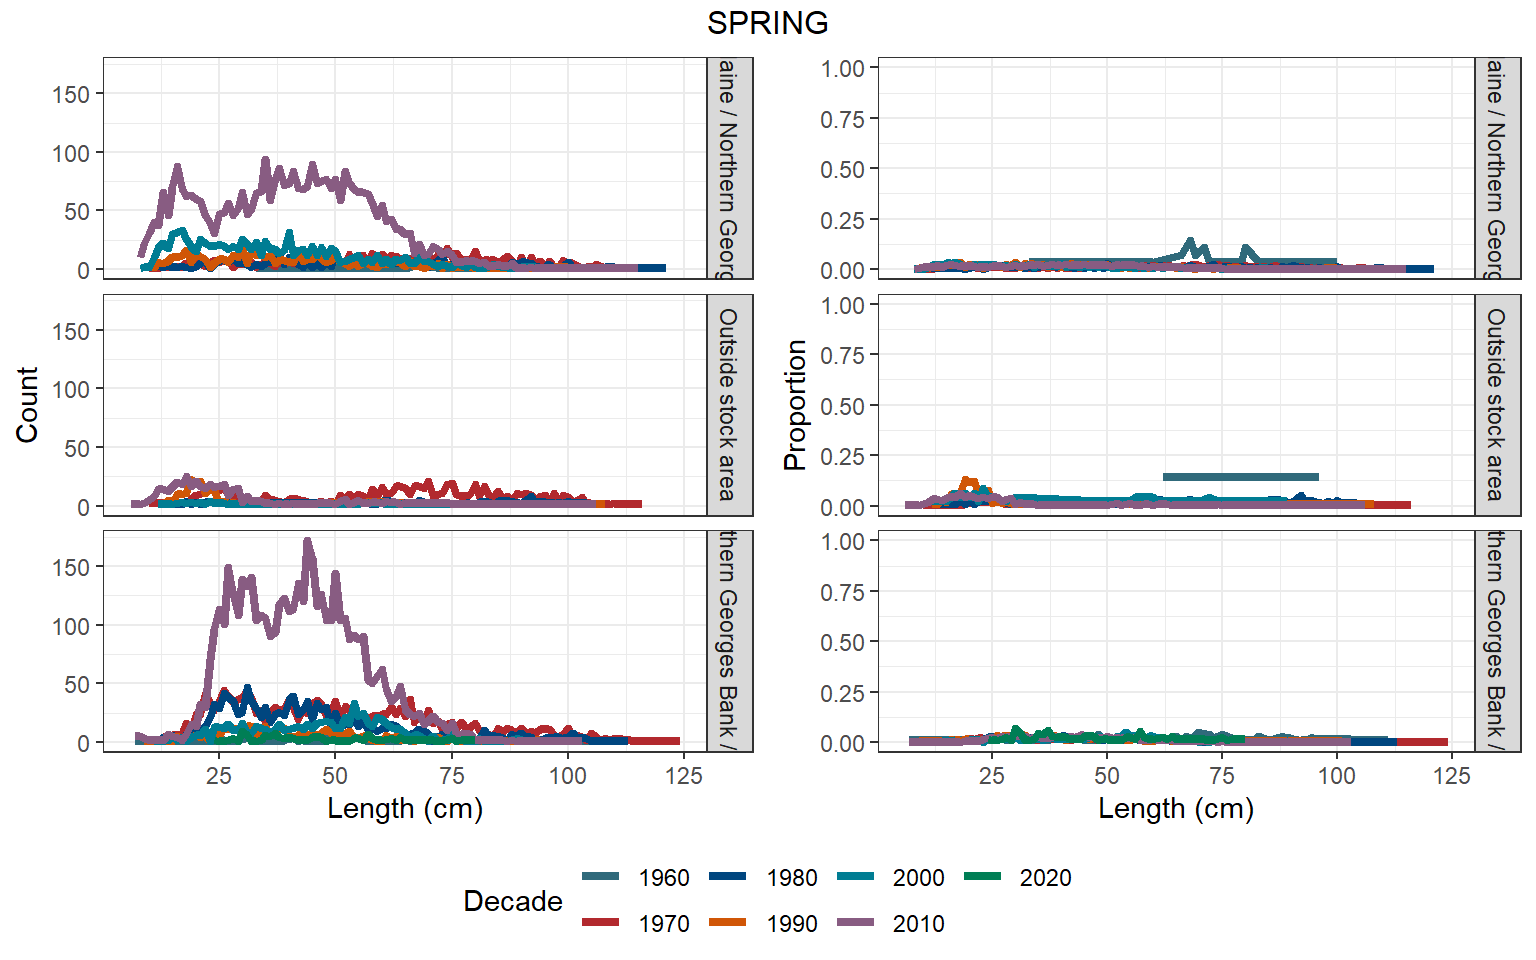 SPRING
Count
150
100
50
0
aine / Northern Georg
150
100
50
0
Outside stock area
150
100
50
0
thern Georges Bank /
25 50 75 100 125
Length (cm)
Proportion
1.00
0.75
0.50
0.25
0.00
aine / Northern Georg
1.00
0.75
0.50
0.25
0.00
Outside stock area
1.00
0.75
0.50
0.25
0.00
thern Georges Bank /
25 50 75 100 125
Length (cm)
Decade
1960 1980 2000 2020
1970 1990 2010